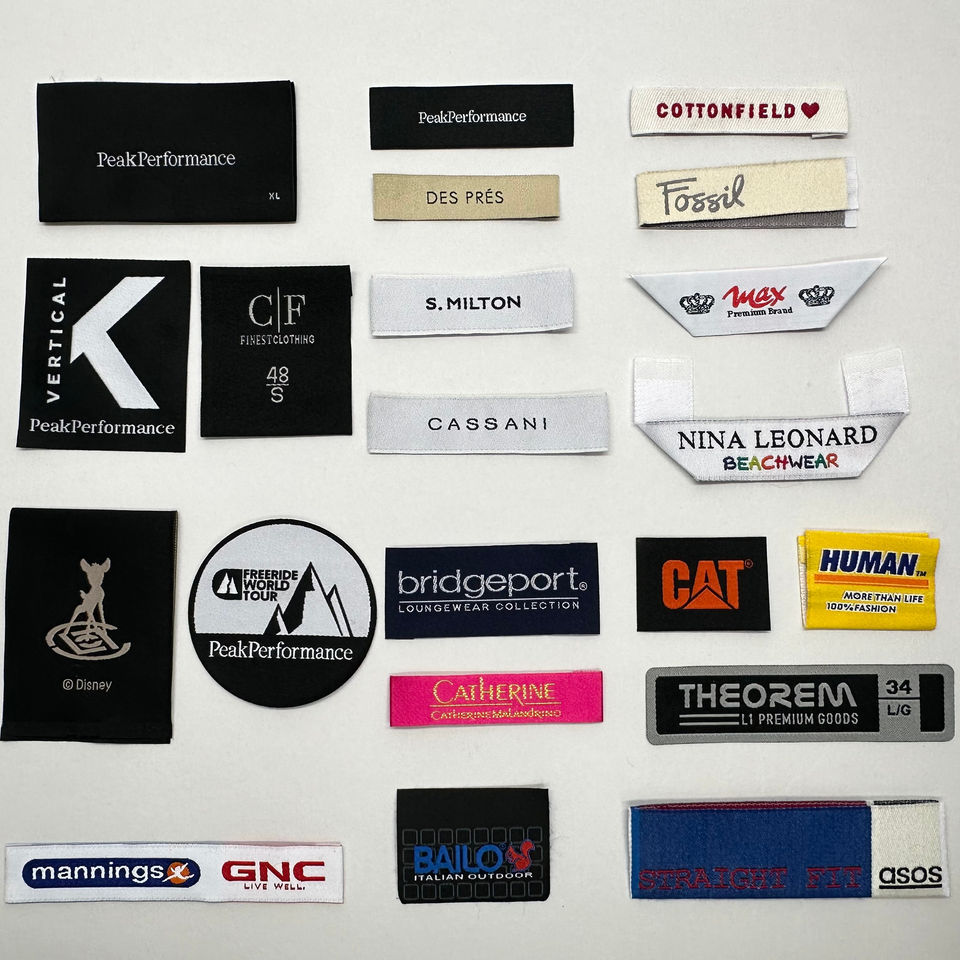 PeakPerformance
XL
PeakPerformance
COTTONFIELD
DES PRÉS
Fossil
VERTICAL
K
PeakPerformance
C|F
FINESTCLOTHING
48
S
S.MILTON
max
Premium Brand
CASSANI
NINA LEONARD
BEACHWEAR
© Disney
FREERIDE
WORLD
TOUR
PeakPerformance
bridgeport®
LOUNGEWEAR COLLECTION
CAT®
HUMAN™
MORE THAN LIFE
100% FASHION
CATHERINE
CATHERINE MALANDRINO
THEOREM
L1 PREMIUM GOODS
34
L/G
mannings
GNC
LIVE WELL.
BAILO
ITALIAN OUTDOOR
STRAIGHT FIT
asos